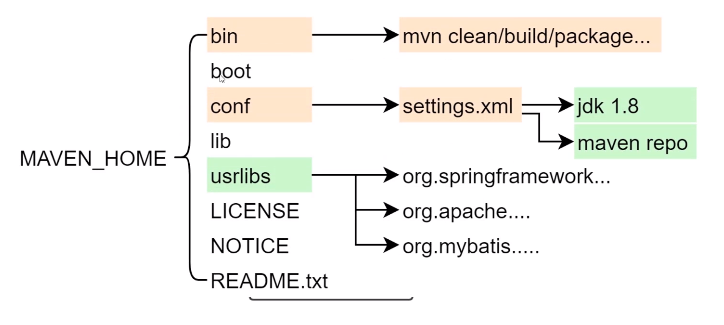 bin mvn clean/build/package...
boot
conf settings.xml jdk 1.8
lib maven repo
MAVEN_HOME
usrlibs org.springframework...
LICENSE org.apache....
NOTICE org.mybatis.....
README.txt